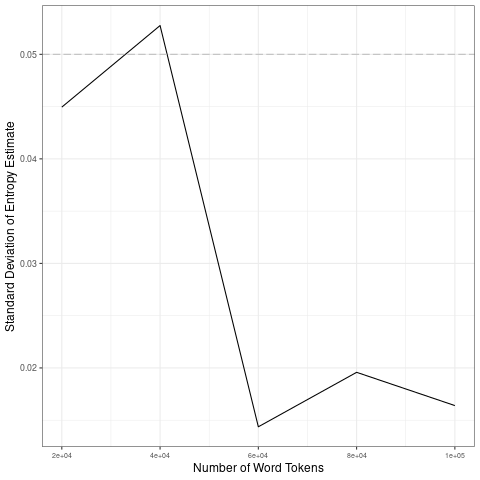 Standard Deviation of Entropy Estimate
0.05
0.04
0.03
0.02
2e+04 4e+04 6e+04 8e+04 1e+05
Number of Word Tokens